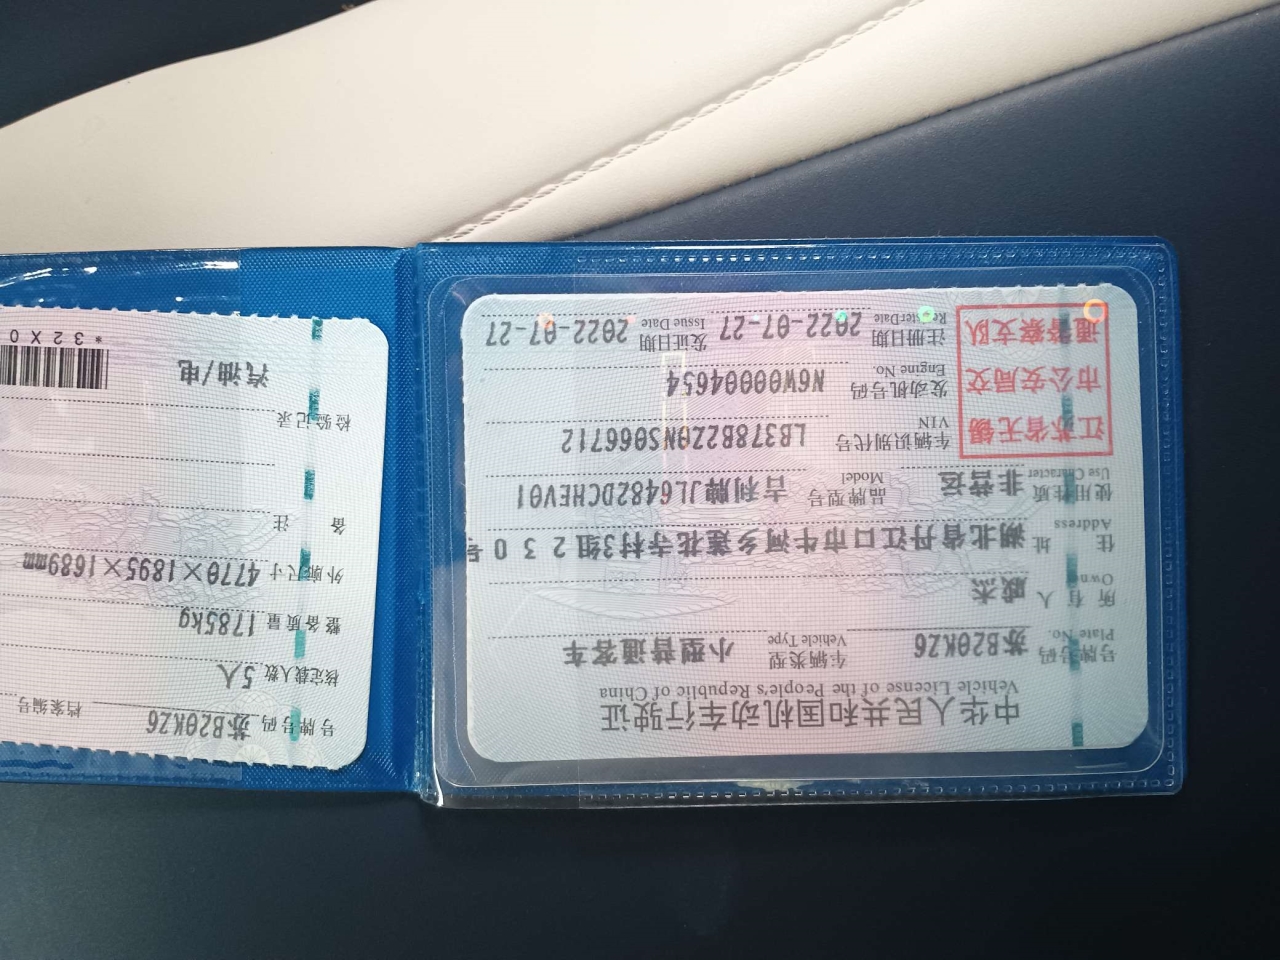 中华人民共和国机动车行驶证
Vehicle License of the People's Republic of China
号牌号码 苏B20KZ6 车辆类型 小型普通客车
Plate No. Vehicle Type
所有人 戚杰
Owner
住址 湖北省丹江口市牛河乡莲花寺村3组230号
Address
使用性质 非营运 品牌型号 吉利牌JL6482DCHEV01
Use Character Model
江苏省无锡
市公安局交
通警察支队
车辆识别代号 LB378B2Z0NS066712
VIN
发动机号码 N6W00004654
Engine No.
注册日期 2022-07-27 发证日期 2022-07-27
Register Date Issue Date
号牌号码 苏B20KZ6 档案编号
核定载人数 5人
整备质量 1785kg
外廓尺寸 4770×1895×1689mm
备注
检验记录
汽油/电
*32X0